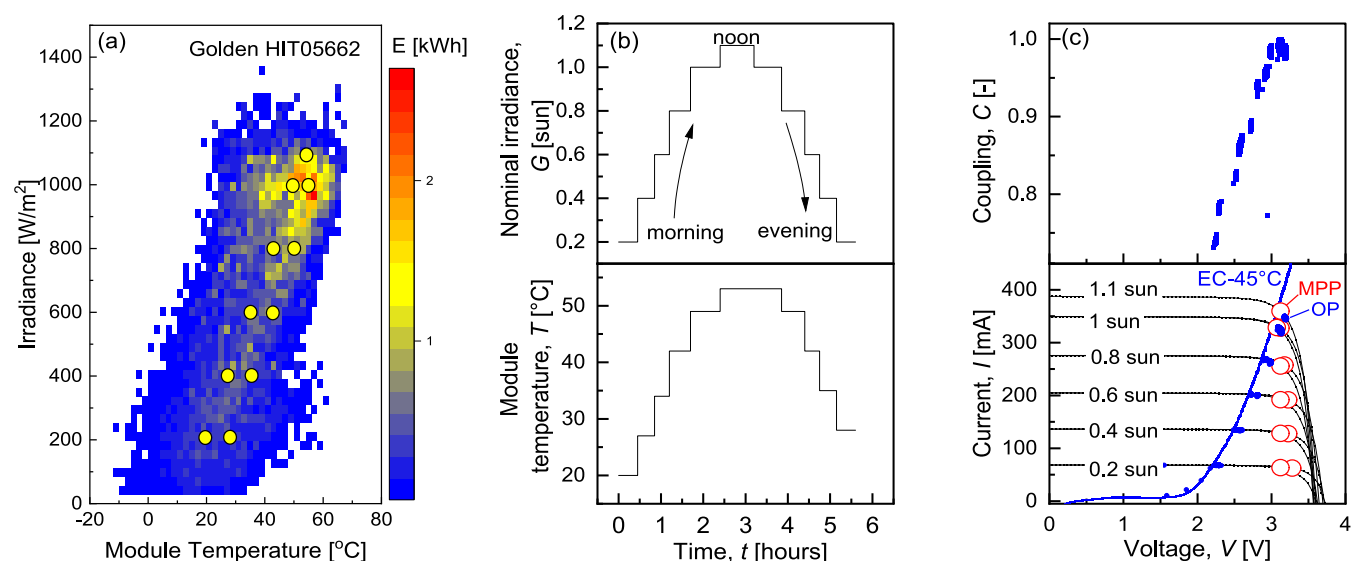 (a)
Golden HIT05662
E [kWh]
1400
1200
1000
800
600
400
200
0
Irradiance [W/m²]
-20
0
20
40
60
80
Module Temperature [°C]
2
1
(b)
noon
1.2
1.0
0.8
0.6
0.4
0.2
Nominal irradiance,
G [sun]
morning
evening
50
40
30
20
Module
temperature, T [°C]
0
1
2
3
4
5
6
Time, t [hours]
(c)
1.0
0.9
0.8
Coupling, C [-]
EC-45°C
MPP
OP
1.1 sun
1 sun
0.8 sun
0.6 sun
0.4 sun
0.2 sun
400
300
200
100
0
Current, I [mA]
0
1
2
3
4
Voltage, V [V]